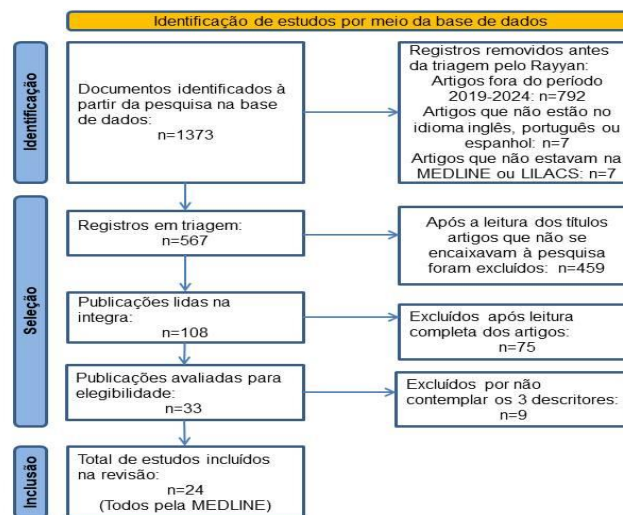 Identificação de estudos por meio da base de dados
Identificação
Documentos identificados à
partir da pesquisa na base
de dados:
n=1373
Registros removidos antes
da triagem pelo Rayyan:
Artigos fora do período
2019-2024: n=792
Artigos que não estão no
idioma inglês, português ou
espanhol: n=7
Artigos que não estavam na
MEDLINE ou LILACS: n=7
Seleção
Registros em triagem:
n=567
Após a leitura dos títulos
artigos que não se
encaixavam à pesquisa
foram excluídos: n=459
Publicações lidas na
integra:
n=108
Excluídos após leitura
completa dos artigos:
n=75
Publicações avaliadas para
elegibilidade:
n=33
Excluídos por não
contemplar os 3 descritores:
n=9
Inclusão
Total de estudos incluídos
na revisão:
n=24
(Todos pela MEDLINE)